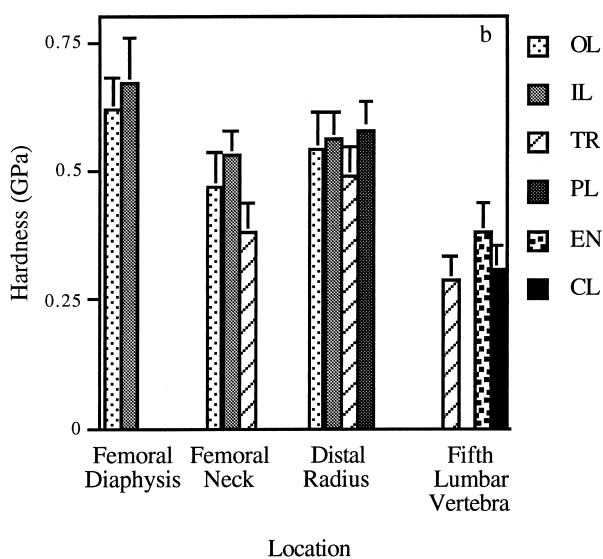 b
0.75
0.5
0.25
0
Hardness (GPa)
OL
IL
TR
PL
EN
CL
Femoral
Diaphysis
Femoral
Neck
Distal
Radius
Fifth
Lumbar
Vertebra
Location